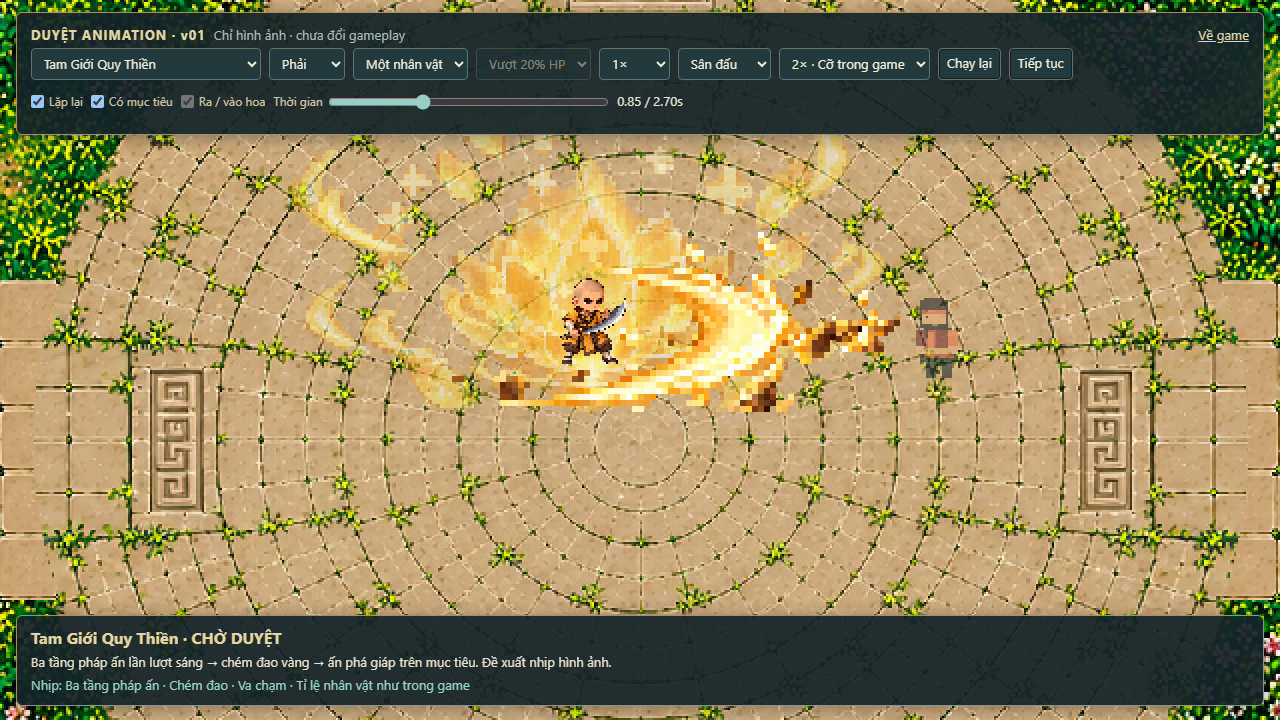 DUYỆT ANIMATION · v01 Chỉ hình ảnh · chưa đổi gameplay Về game
Tam Giới Quy Thiền Phải Một nhân vật Vượt 20% HP 1× Sân đấu 2× · Cỡ trong game Chạy lại Tiếp tục
Lặp lại Có mục tiêu Ra / vào hoa Thời gian 0.85 / 2.70s
Tam Giới Quy Thiền · CHỜ DUYỆT
Ba tầng pháp ấn lần lượt sáng → chém đao vàng → ấn phá giáp trên mục tiêu. Đề xuất nhịp hình ảnh.
Nhịp: Ba tầng pháp ấn · Chém đao · Va chạm · Tỉ lệ nhân vật như trong game